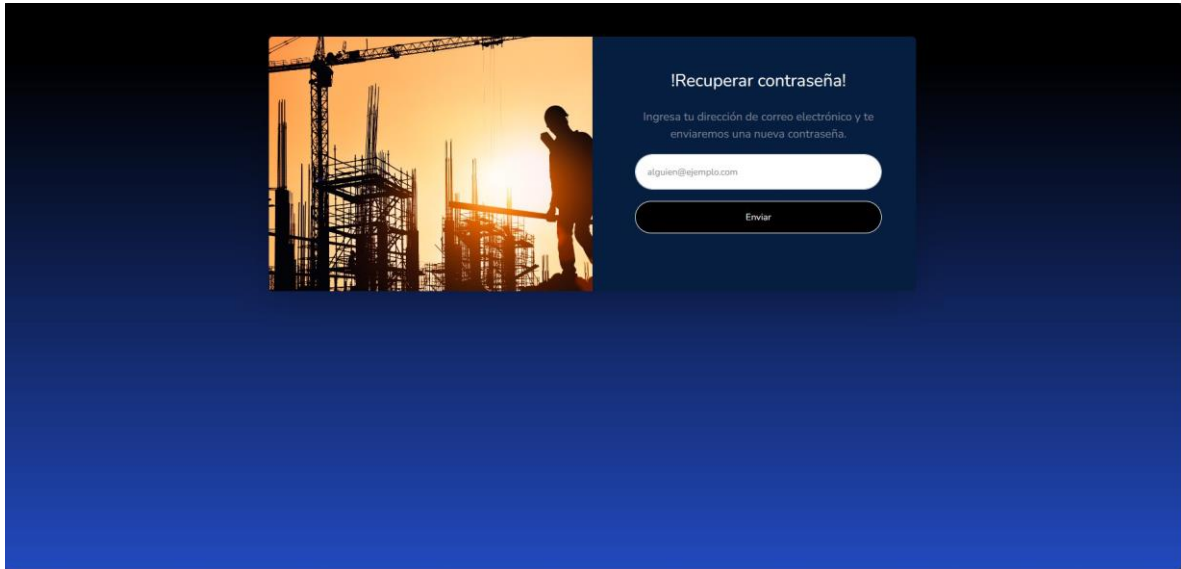 !Recuperar contraseña!
Ingresa tu dirección de correo electrónico y te
enviaremos una nueva contraseña.
alguien@ejemplo.com
Enviar